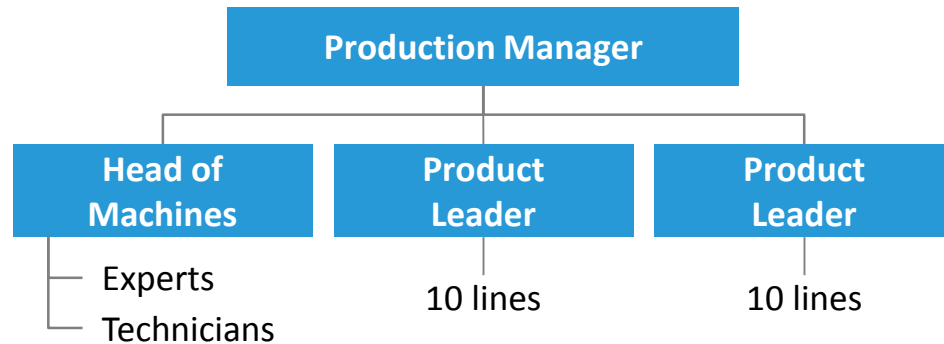 Production Manager
Head of
Machines
Product
Leader
Product
Leader
Experts
Technicians
10 lines
10 lines